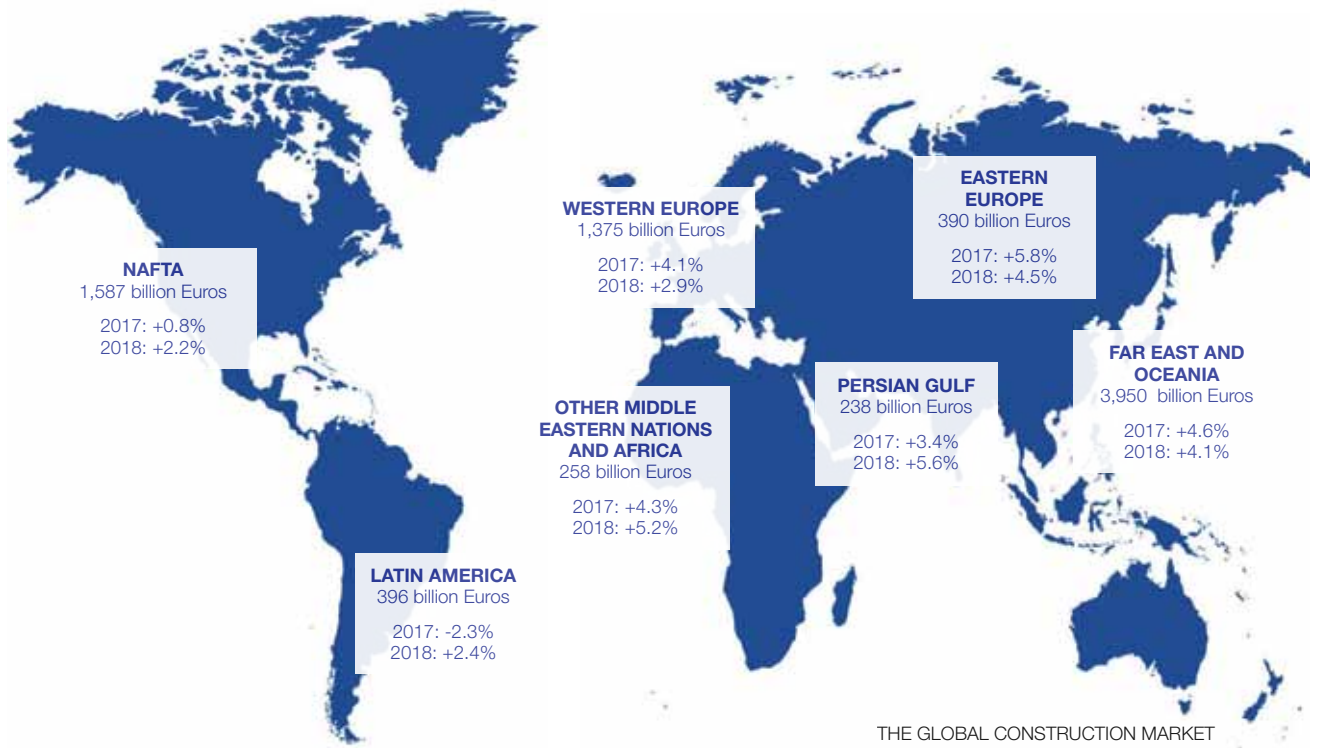 NAFTA
1,587 billion Euros
2017: +0.8%
2018: +2.2%
LATIN AMERICA
396 billion Euros
2017: -2.3%
2018: +2.4%
WESTERN EUROPE
1,375 billion Euros
2017: +4.1%
2018: +2.9%
OTHER MIDDLE
EASTERN NATIONS
AND AFRICA
258 billion Euros
2017: +4.3%
2018: +5.2%
EASTERN
EUROPE
390 billion Euros
2017: +5.8%
2018: +4.5%
PERSIAN GULF
238 billion Euros
2017: +3.4%
2018: +5.6%
FAR EAST AND
OCEANIA
3,950 billion Euros
2017: +4.6%
2018: +4.1%
THE GLOBAL CONSTRUCTION MARKET